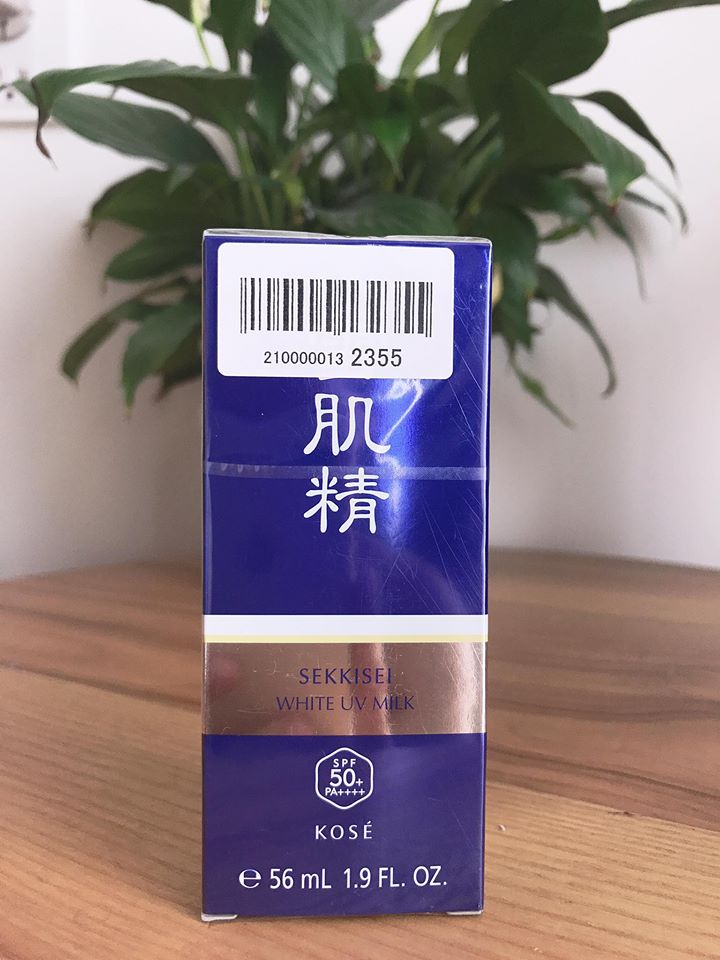 210000013 2355
肌
精
SEKKISEI
WHITE UV MILK
SPF
50+
PA++++
KOSÉ
℮ 56 mL 1.9 FL. OZ.